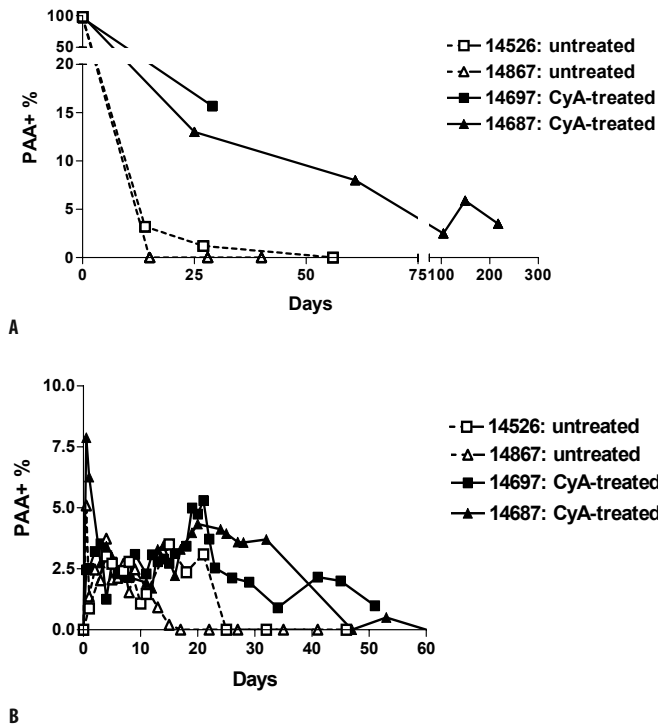 100
50
20
15
10
5
0
PAA+ %
0 25 50 75 100 200 300
Days
14526: untreated
14867: untreated
14697: CyA-treated
14687: CyA-treated
A
10.0
7.5
5.0
2.5
0.0
PAA+ %
0 10 20 30 40 50 60
Days
14526: untreated
14867: untreated
14697: CyA-treated
14687: CyA-treated
B